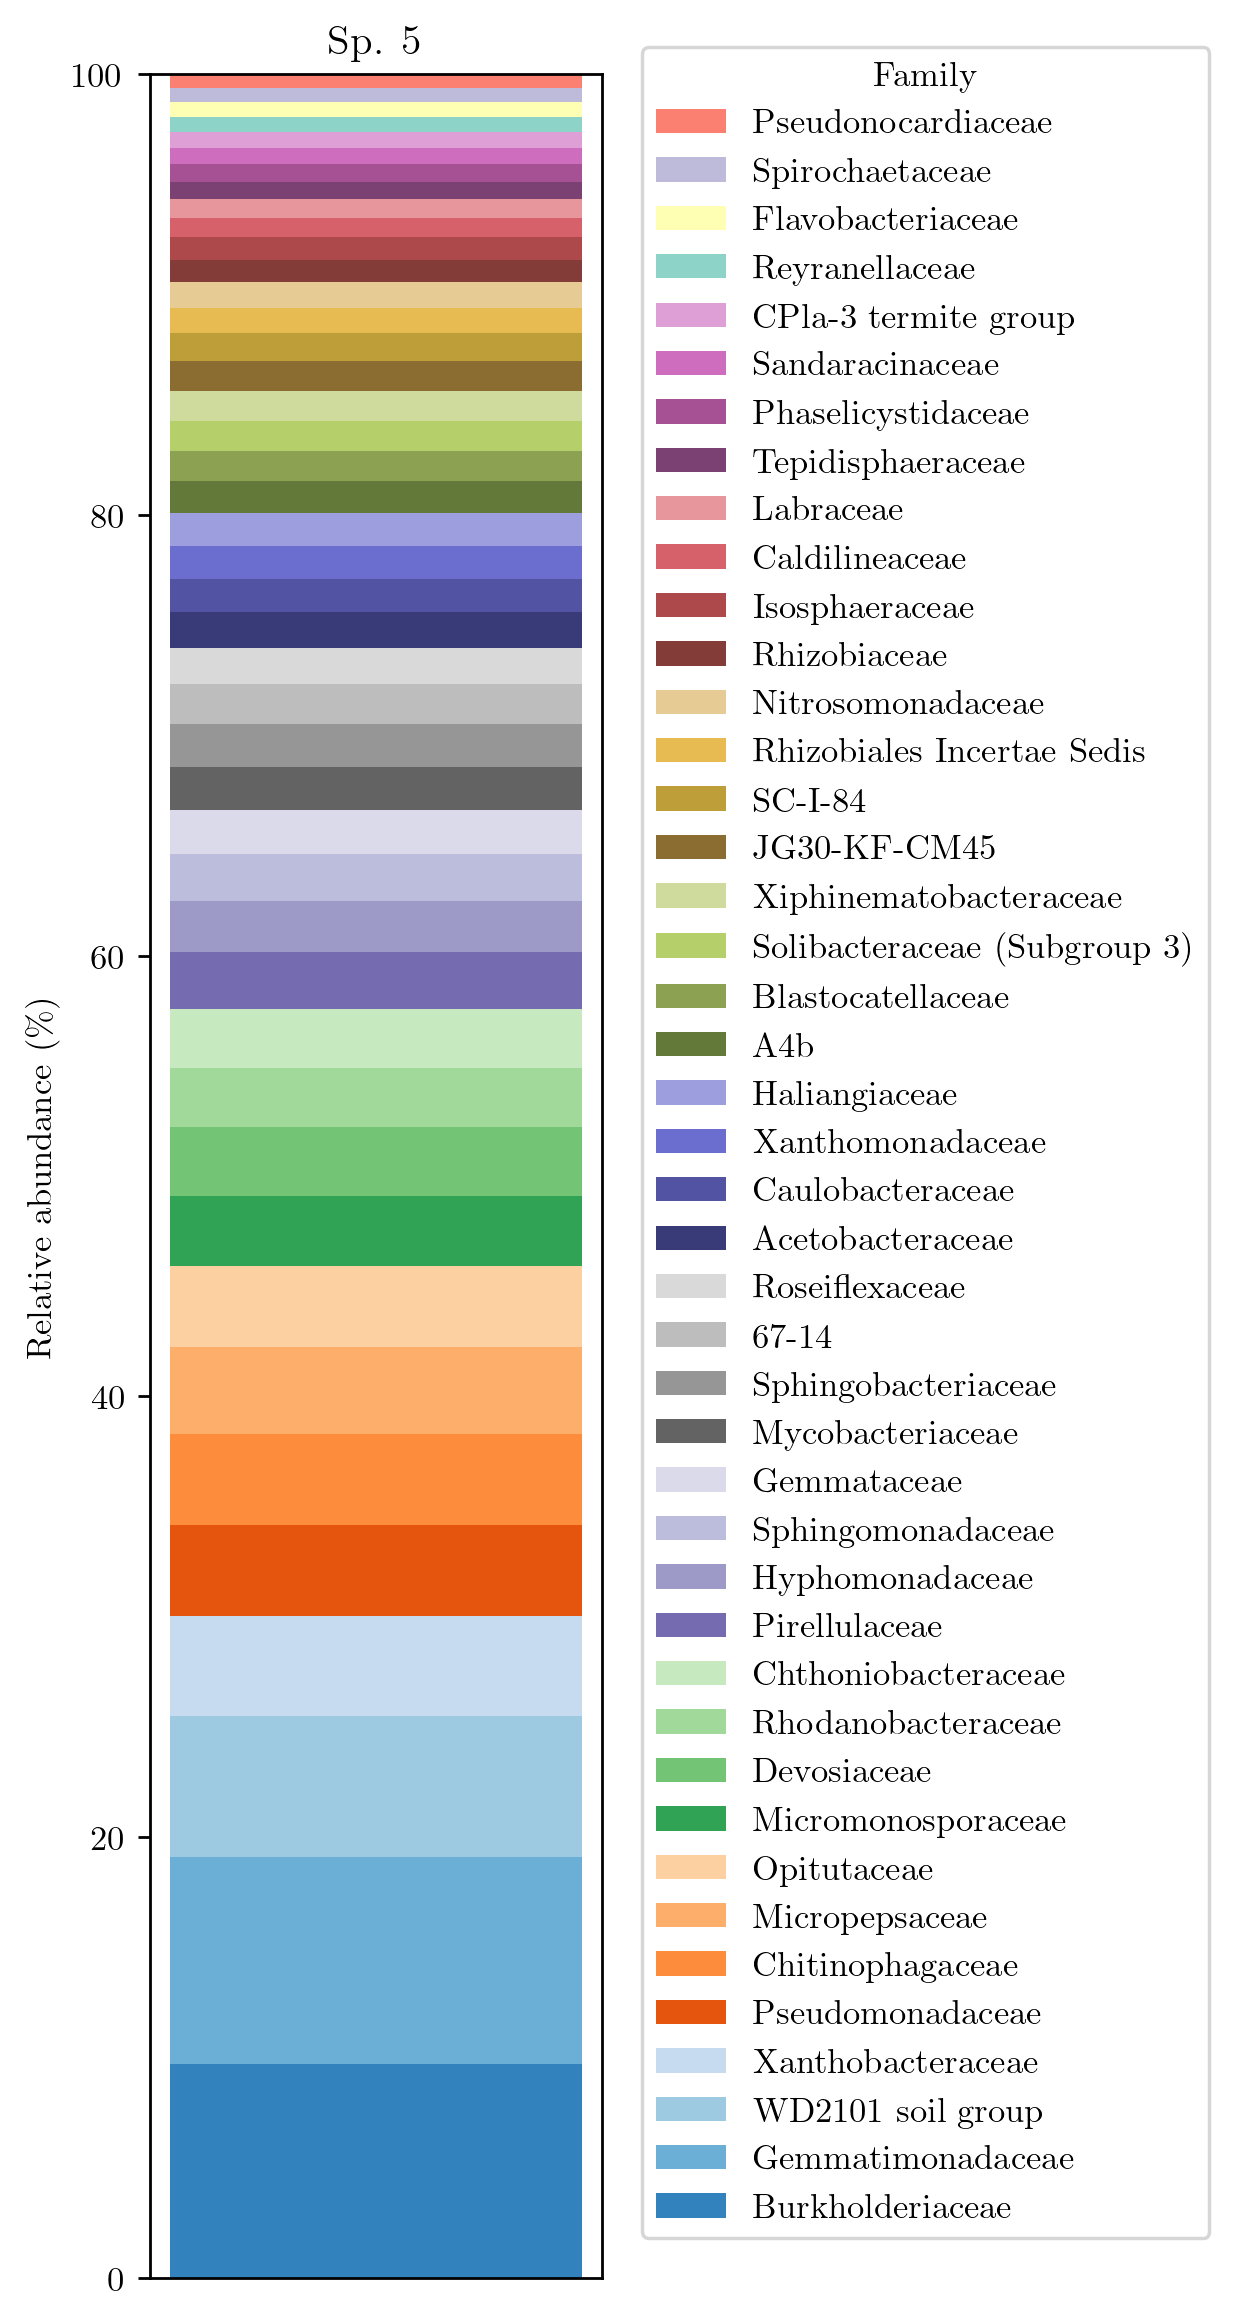 Sp. 5
100
80
60
40
20
0
Relative abundance (%)
Family
Pseudonocardiaceae
Spirochaetaceae
Flavobacteriaceae
Reyranellaceae
CPla-3 termite group
Sandaracinaceae
Phaselicystidaceae
Tepidisphaeraceae
Labraceae
Caldilineaceae
Isosphaeraceae
Rhizobiaceae
Nitrosomonadaceae
Rhizobiales Incertae Sedis
SC-I-84
JG30-KF-CM45
Xiphinematobacteraceae
Solibacteraceae (Subgroup 3)
Blastocatellaceae
A4b
Haliangiaceae
Xanthomonadaceae
Caulobacteraceae
Acetobacteraceae
Roseiflexaceae
67-14
Sphingobacteriaceae
Mycobacteriaceae
Gemmataceae
Sphingomonadaceae
Hyphomonadaceae
Pirellulaceae
Chthoniobacteraceae
Rhodanobacteraceae
Devosiaceae
Micromonosporaceae
Opitutaceae
Micropepsaceae
Chitinophagaceae
Pseudomonadaceae
Xanthobacteraceae
WD2101 soil group
Gemmatimonadaceae
Burkholderiaceae